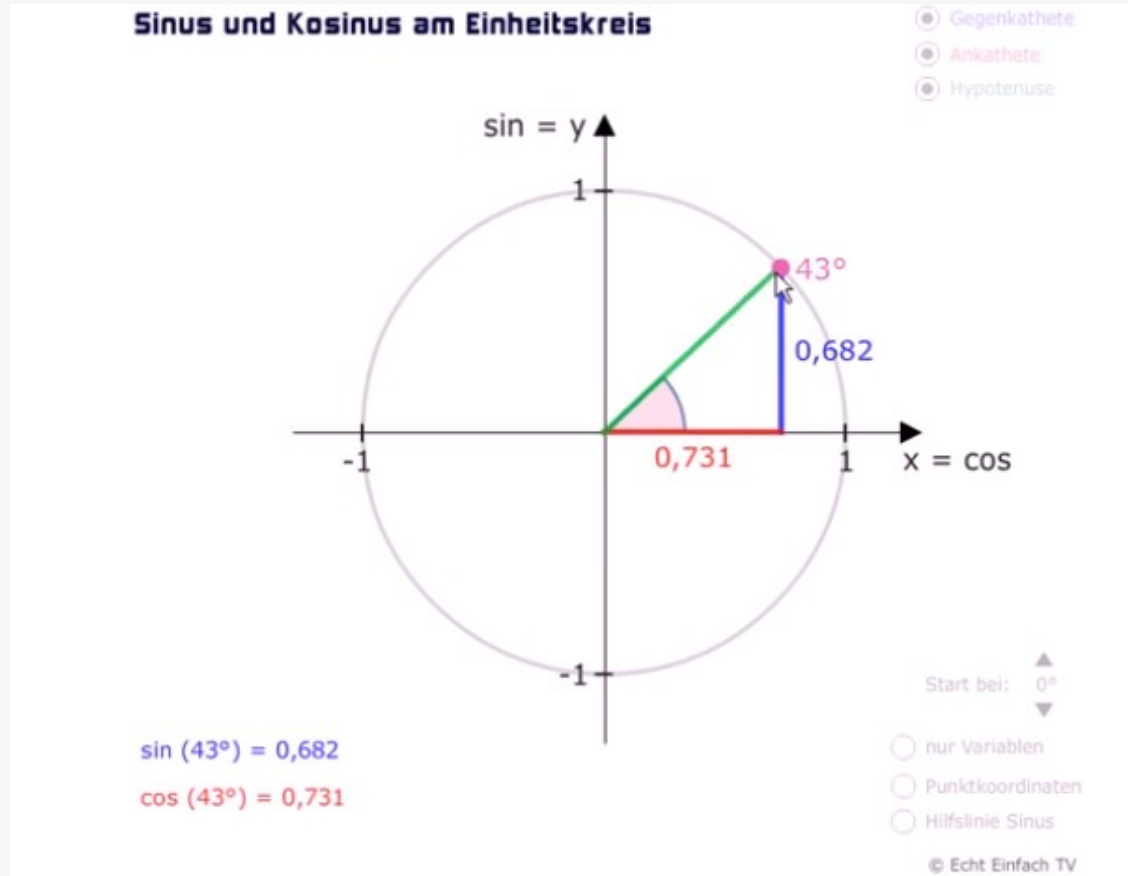 Sinus und Kosinus am Einheitskreis
Gegenkathete
Ankathete
Hypotenuse
sin = y
1
43°
0,682
-1
0,731
1
x = cos
-1
Start bei: 0°
sin (43°) = 0,682
nur Variablen
cos (43°) = 0,731
Punktkoordinaten
Hilfslinie Sinus
© Echt Einfach TV